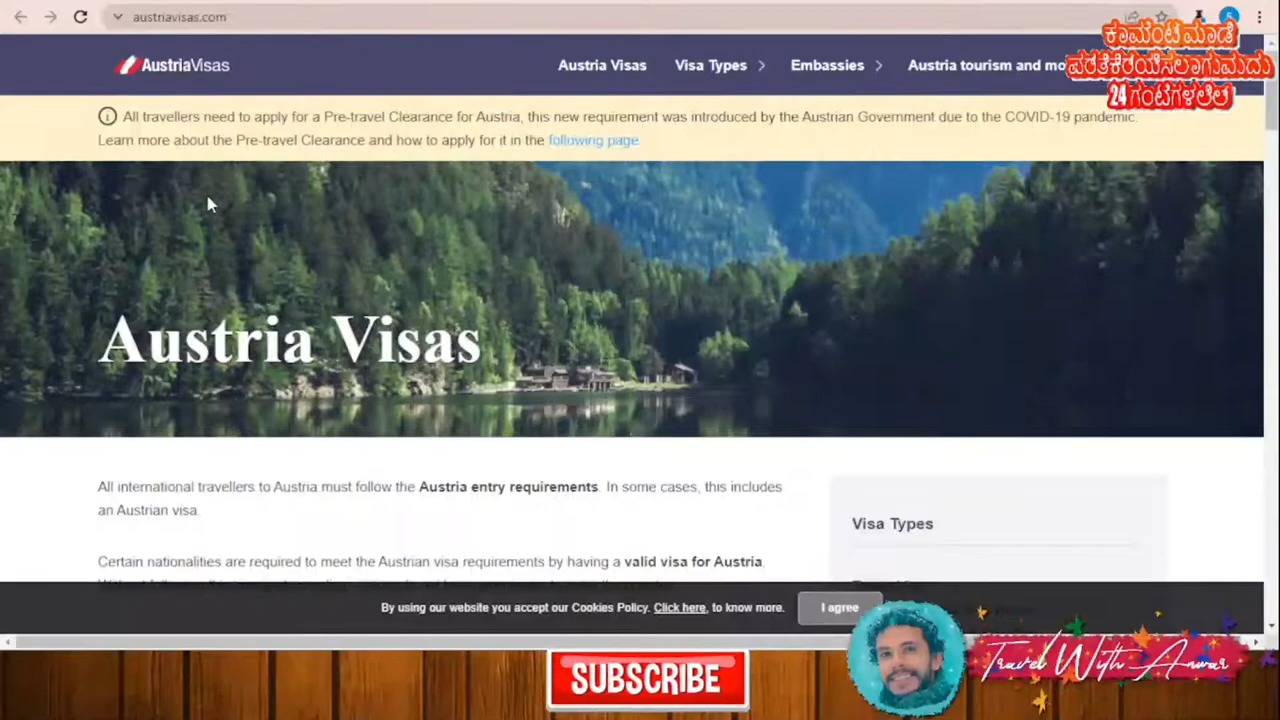 austriavisas.com
AustriaVisas
Austria Visas
Visa Types
Embassies
Austria tourism and mo
ಕಾಮೆಂಟ ಮಾಡಿ
ಪರತಿಕರಿಯಿಸಲಾಗುಮದು
24 ಗಂಟೆಗಳಲಲಿ
All travellers need to apply for a Pre-travel Clearance for Austria, this new requirement was introduced by the Austrian Government due to the COVID-19 pandemic.
Learn more about the Pre-travel Clearance and how to apply for it in the following page
Austria Visas
All international travellers to Austria must follow the Austria entry requirements. In some cases, this includes
an Austrian visa.
Visa Types
Certain nationalities are required to meet the Austrian visa requirements by having a valid visa for Austria.
By using our website you accept our Cookies Policy. Click here, to know more.
I agree
SUBSCRIBE
Travel With Anwar